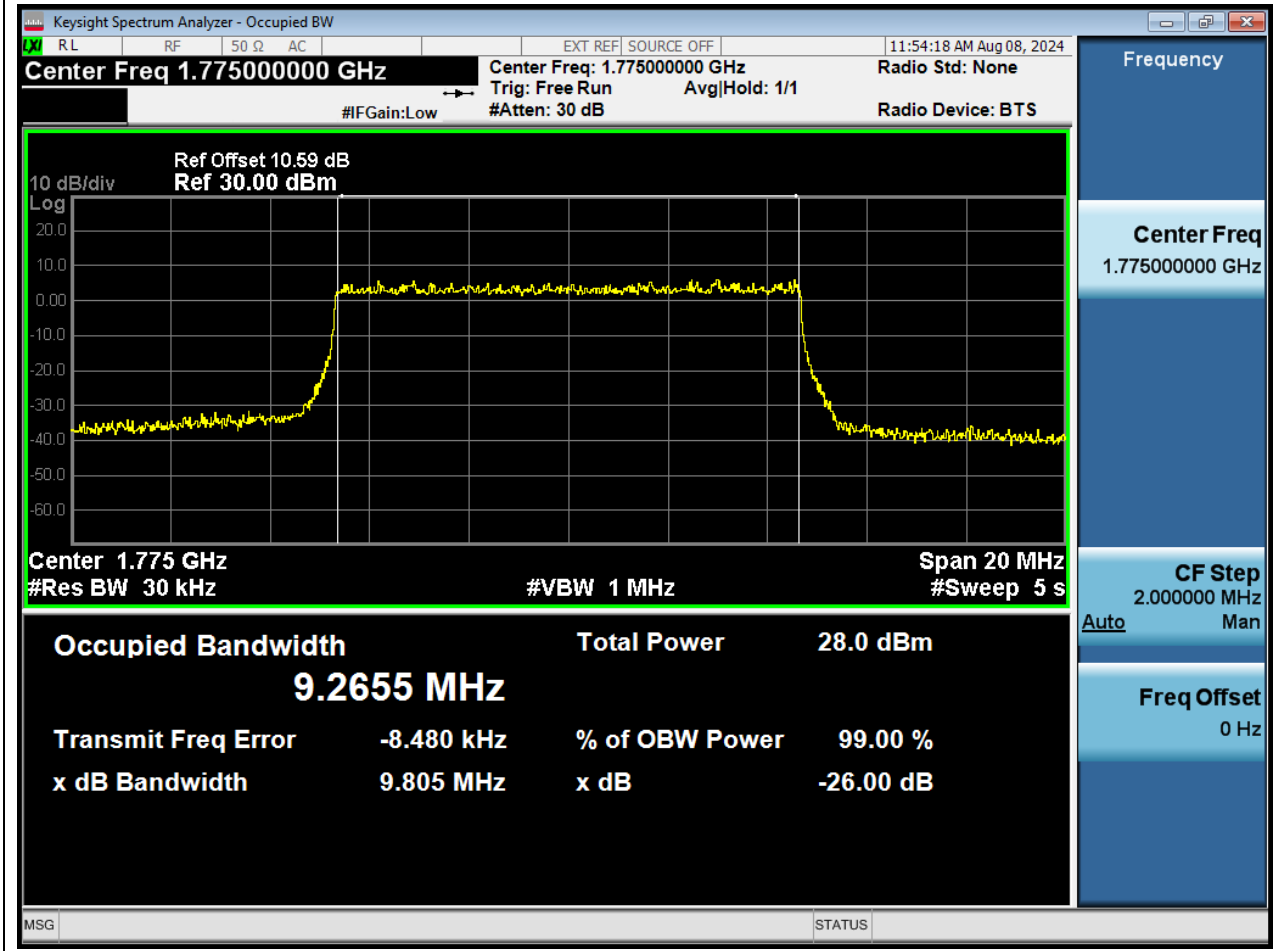 Keysight Spectrum Analyzer - Occupied BW
LXI RL RF 50 Ω AC EXT REF SOURCE OFF 11:54:18 AM Aug 08, 2024
Center Freq 1.775000000 GHz Center Freq: 1.775000000 GHz Radio Std: None
Trig: Free Run Avg|Hold: 1/1
#IFGain:Low #Atten: 30 dB Radio Device: BTS
Ref Offset 10.59 dB
10 dB/div Ref 30.00 dBm
Log
20.0
10.0
0.00
-10.0
-20.0
-30.0
-40.0
-50.0
-60.0
Center 1.775 GHz Span 20 MHz
#Res BW 30 kHz #VBW 1 MHz #Sweep 5 s
Occupied Bandwidth Total Power 28.0 dBm
9.2655 MHz
Transmit Freq Error -8.480 kHz % of OBW Power 99.00 %
x dB Bandwidth 9.805 MHz x dB -26.00 dB
Frequency
Center Freq
1.775000000 GHz
CF Step
2.000000 MHz
Auto Man
Freq Offset
0 Hz
MSG STATUS